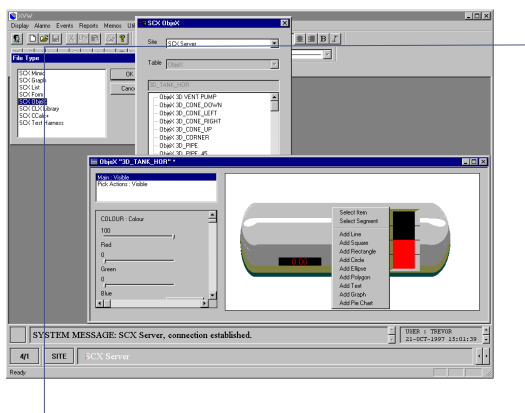 XVIEW
Display Alarms Events Reports Memos
B I
File Type
SCX Mimic
SCX Graph
SCX List
SCX Form
SCX ObjeX
SCX CLX Library
SCX CCalc+
SCX Test Harness
OK
SCX ObjeX
Site
SCX Server
Table
ObjeX
3D_TANK_HOR
ObjeX 3D VENT PUMP
ObjeX 3D_CONE_DOWN
ObjeX 3D_CONE_LEFT
ObjeX 3D_CONE_RIGHT
ObjeX 3D_CONE_UP
ObjeX 3D_CORNER
ObjeX 3D_PIPE
ObjeX 3D_PIPE_45
ObjeX "3D_TANK_HOR" *
Main : Visible
Pick Actions : Visible
COLOUR : Colour
100
Red
0
Green
0
Blue
0.00
Select Item
Select Segment
Add Line
Add Square
Add Rectangle
Add Circle
Add Ellipse
Add Polygon
Add Text
Add Graph
Add Pie Chart
SYSTEM MESSAGE: SCX Server, connection established.
USER : TREVOR
21-OCT-1997 15:01:39
4/1 SITE SCX Server
Ready